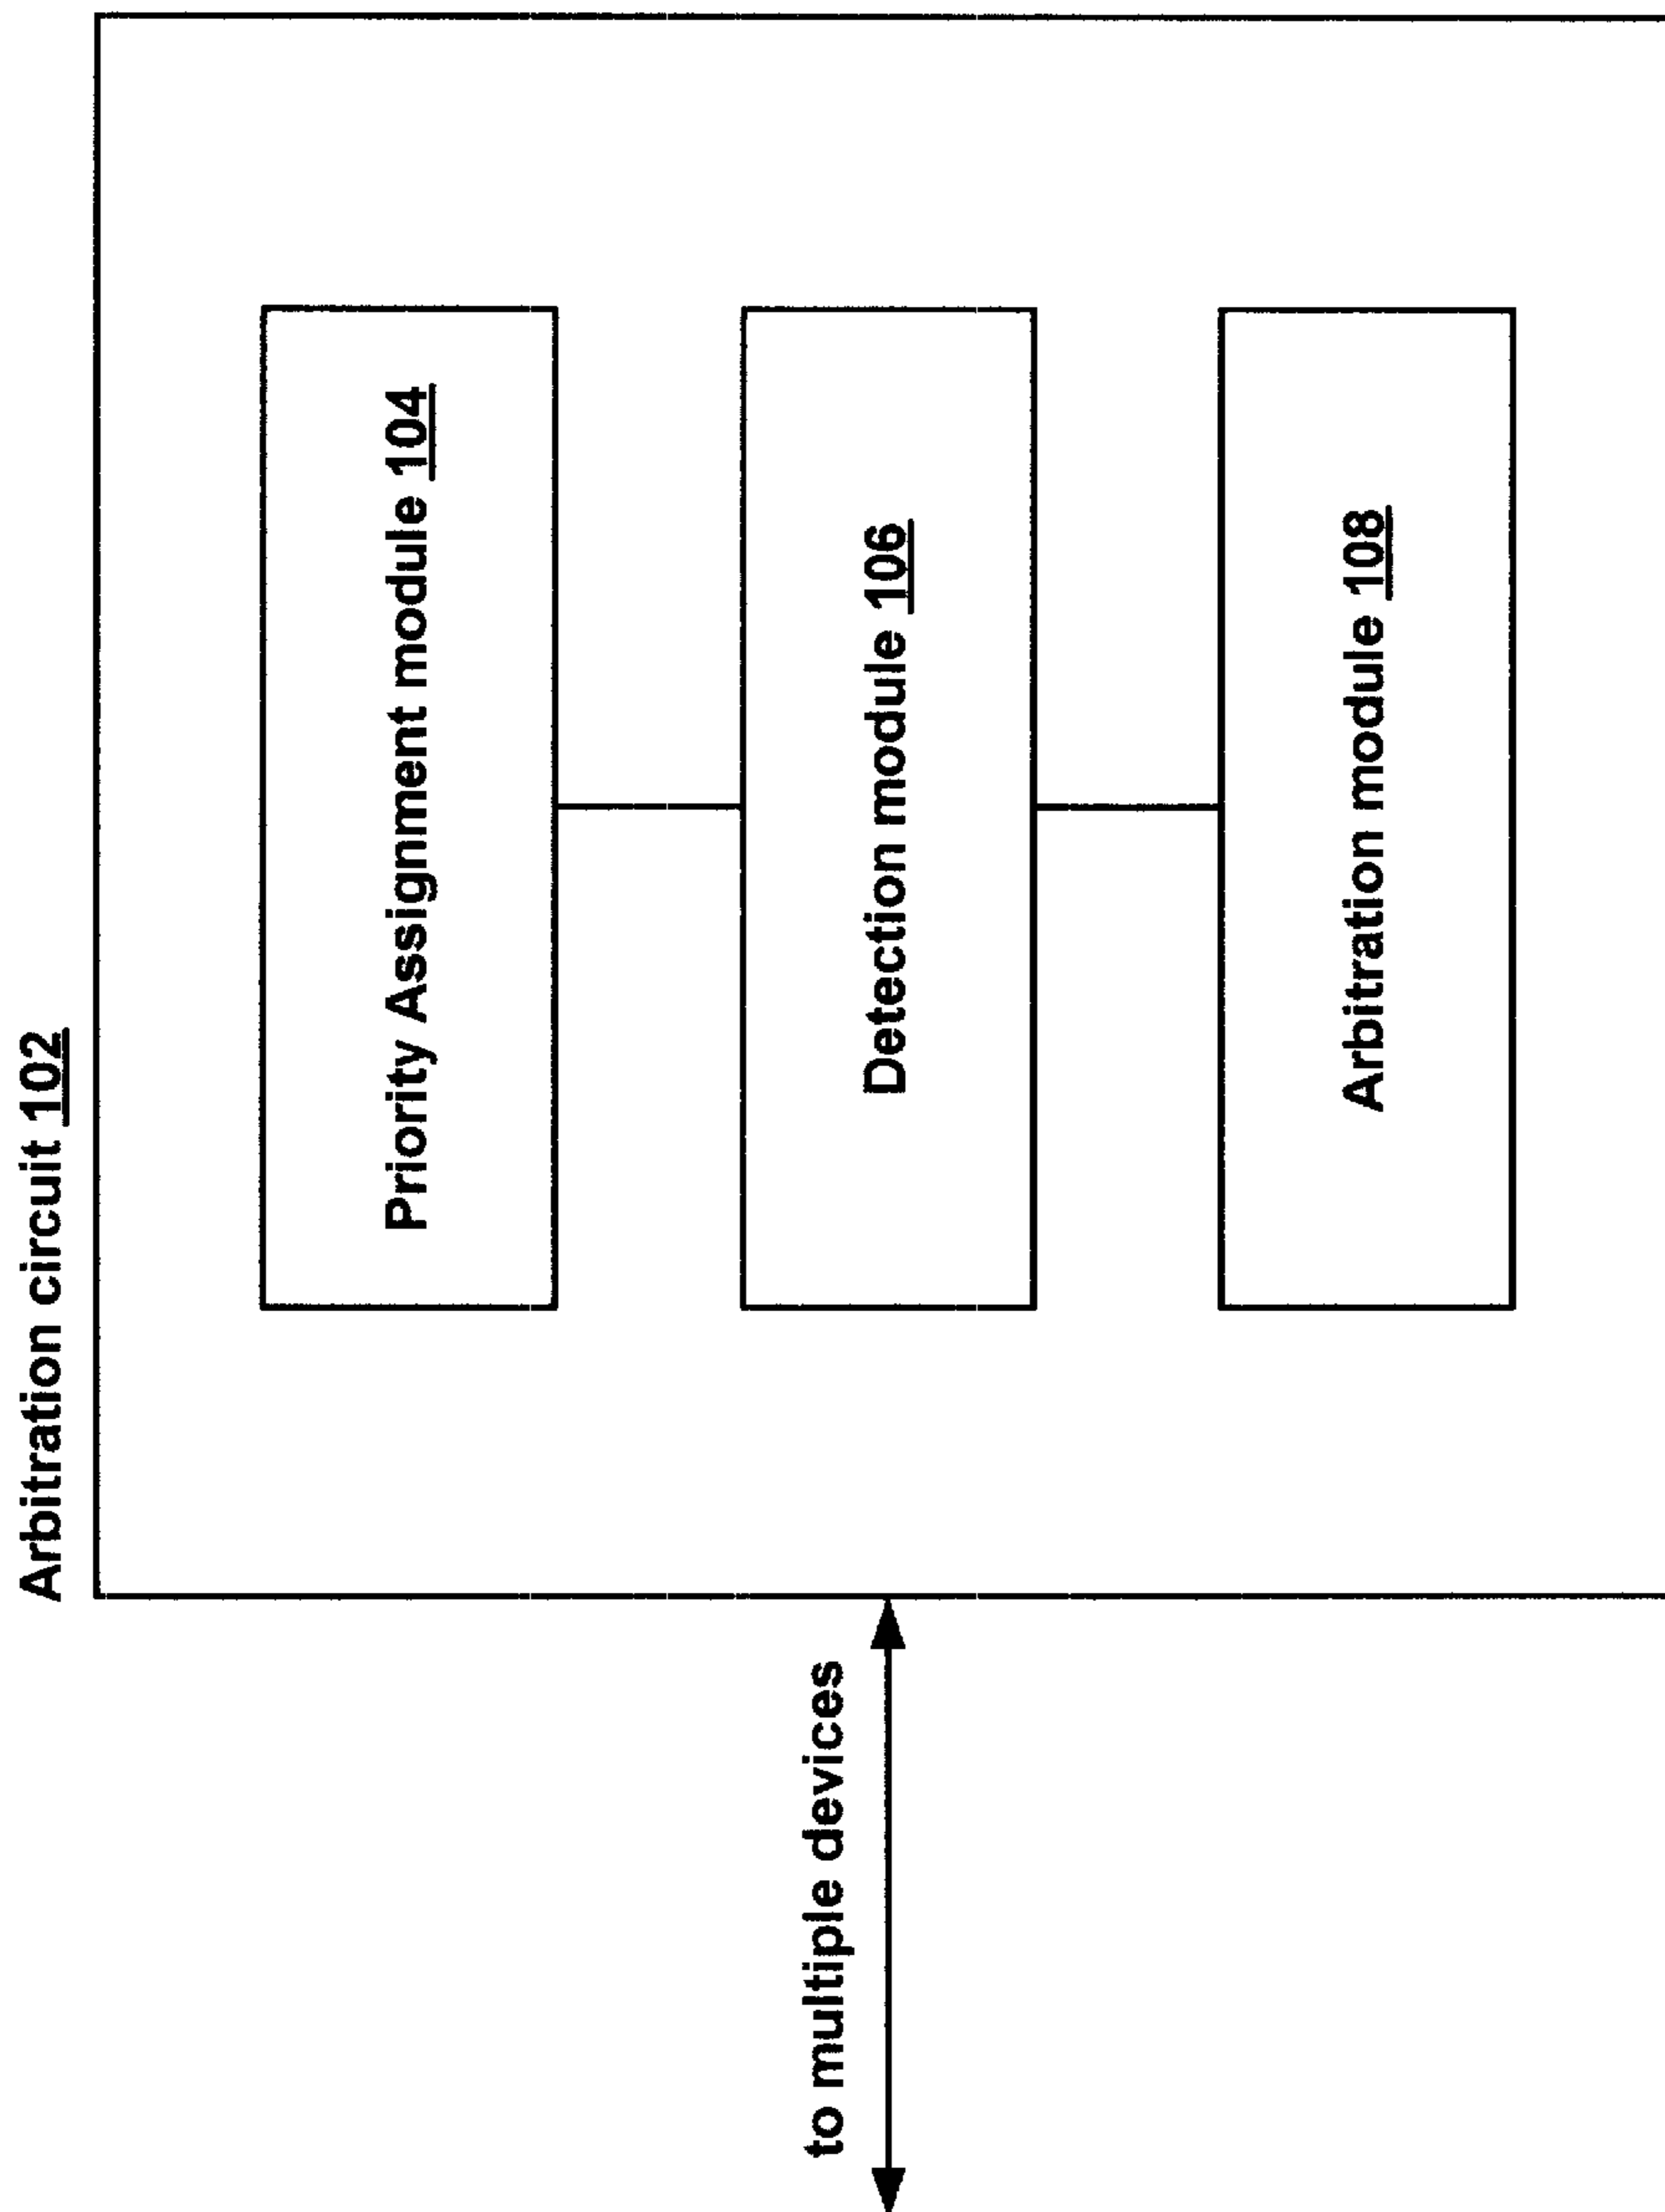 Arbitration circuit 102
Priority Assignment module 104
Detection module 106
Arbitration module 108
to multiple devices